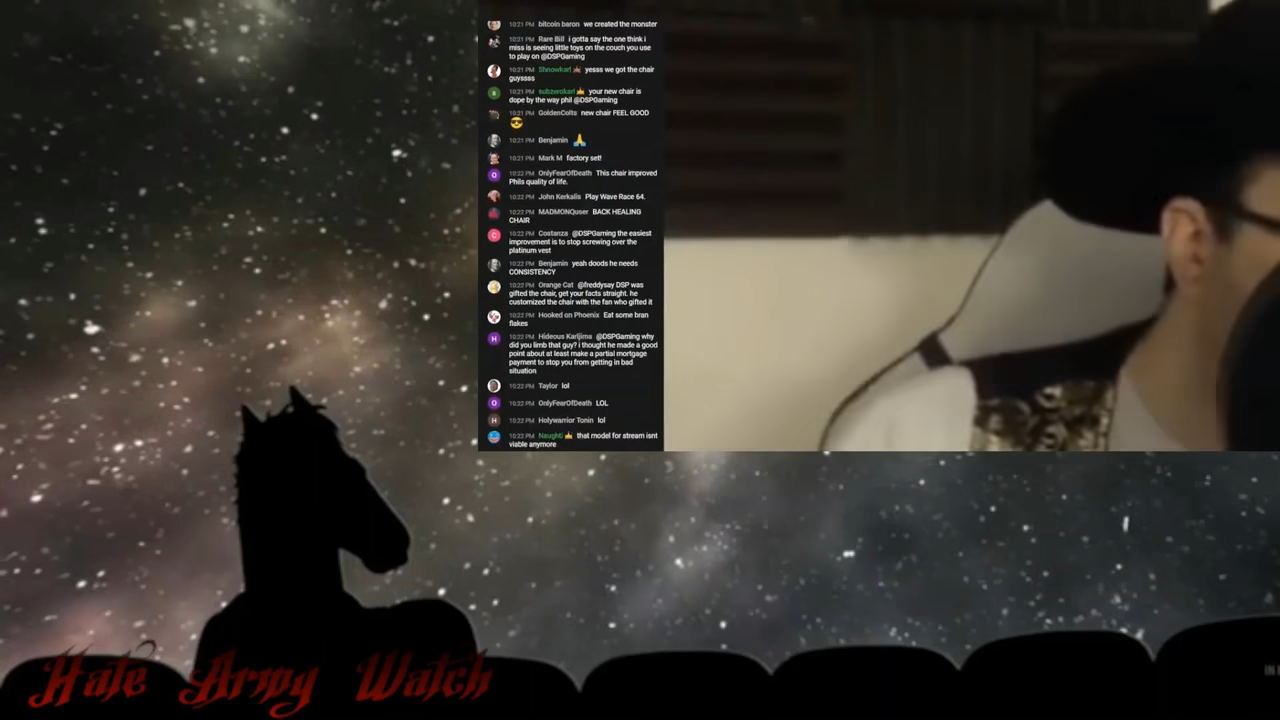 10:21 PM bitcoin baron we created the monster
10:21 PM Rare Bill i gotta say the one think i
miss is seeing little toys on the couch you use
to play on @DSPGaming
10:21 PM Shnowkarl yesss we got the chair
guyssss
8
10:21 PM subzerokarl your new chair is
dope by the way phil @DSPGaming
10:21 PM GoldenColts new chair FEEL GOOD
10:21 PM Benjamin
10:21 PM Mark M factory set!
O
10:22 PM OnlyFearOfDeath This chair improved
Phils quality of life.
10:22 PM John Kerkalis Play Wave Race 64.
10:22 PM MADMONQuser BACK HEALING
CHAIR
C
10:22 PM Costanza @DSPGaming the easiest
improvement is to stop screwing over the
platinum vest
10:22 PM Benjamin yeah doods he needs
CONSISTENCY
10:22 PM Orange Cat @freddysay DSP was
gifted the chair, get your facts straight. he
customized the chair with the fan who gifted it
10:22 PM Hooked on Phoenix Eat some bran
flakes
H
10:22 PM Hideous Karljima @DSPGaming why
did you limb that guy? i thought he made a good
point about at least make a partial mortgage
payment to stop you from getting in bad
situation
10:22 PM Taylor lol
O
10:22 PM OnlyFearOfDeath LOL
H
10:22 PM Holywarrior Tonin lol
10:22 PM Naughti that model for stream isnt
viable anymore
Hate Army Watch